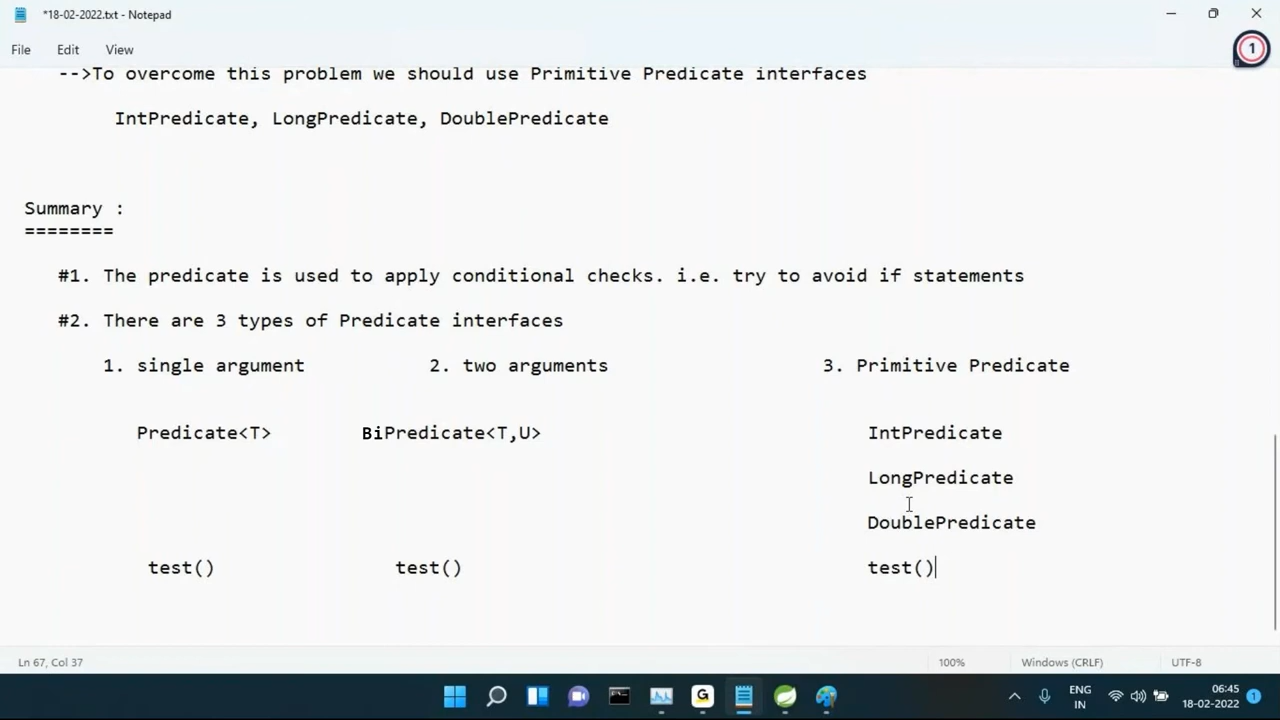 *18-02-2022.txt - Notepad
File Edit View
1
-->To overcome this problem we should use Primitive Predicate interfaces
IntPredicate, LongPredicate, DoublePredicate
Summary :
========
#1. The predicate is used to apply conditional checks. i.e. try to avoid if statements
#2. There are 3 types of Predicate interfaces
1. single argument 2. two arguments 3. Primitive Predicate
Predicate<T> BiPredicate<T,U> IntPredicate
LongPredicate
DoublePredicate
test() test() test()
Ln 67, Col 37 100% Windows (CRLF) UTF-8
G ENG 06:45 1
IN 18-02-2022